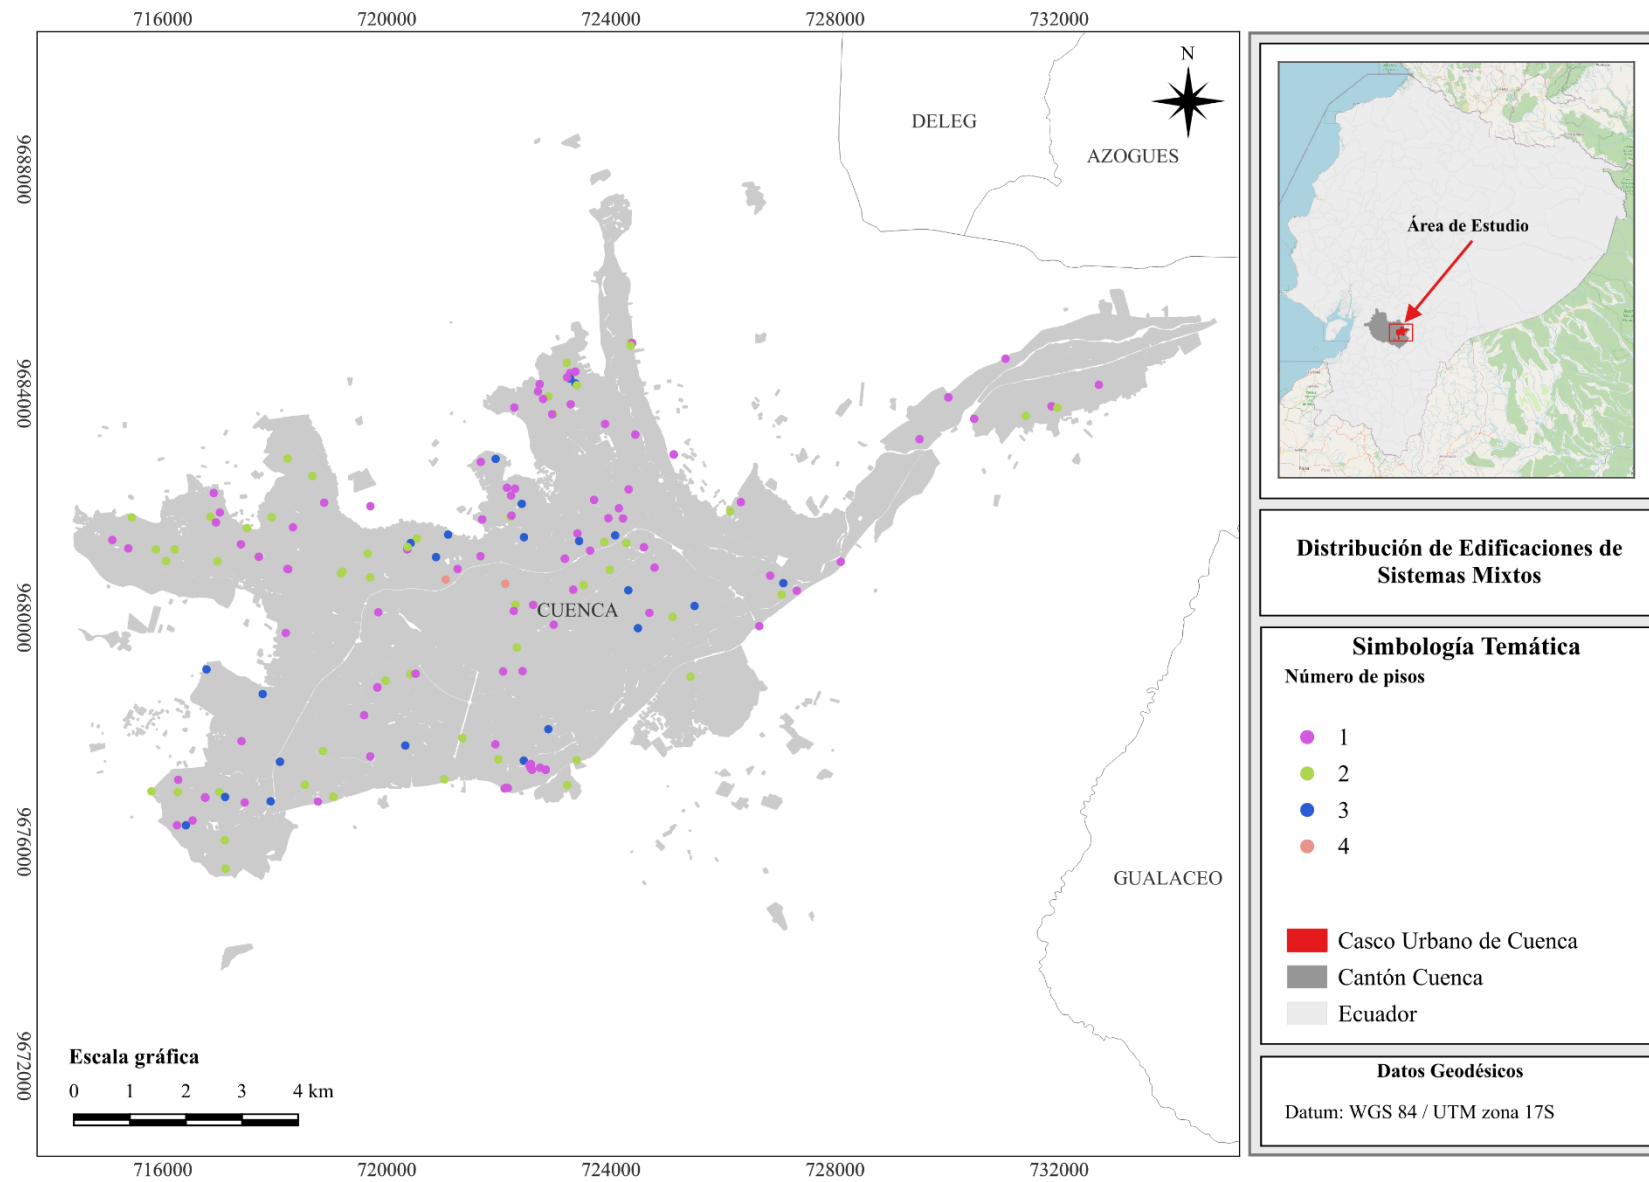 716000
720000
724000
728000
732000
N
DELEG
AZOGUES
9688000
9684000
9680000
9676000
9672000
CUENCA
GUALACEO
Escala gráfica
0 1 2 3 4 km
716000
720000
724000
728000
732000
Área de Estudio
Distribución de Edificaciones de
Sistemas Mixtos
Simbología Temática
Número de pisos
1
2
3
4
Casco Urbano de Cuenca
Cantón Cuenca
Ecuador
Datos Geodésicos
Datum: WGS 84 / UTM zona 17S